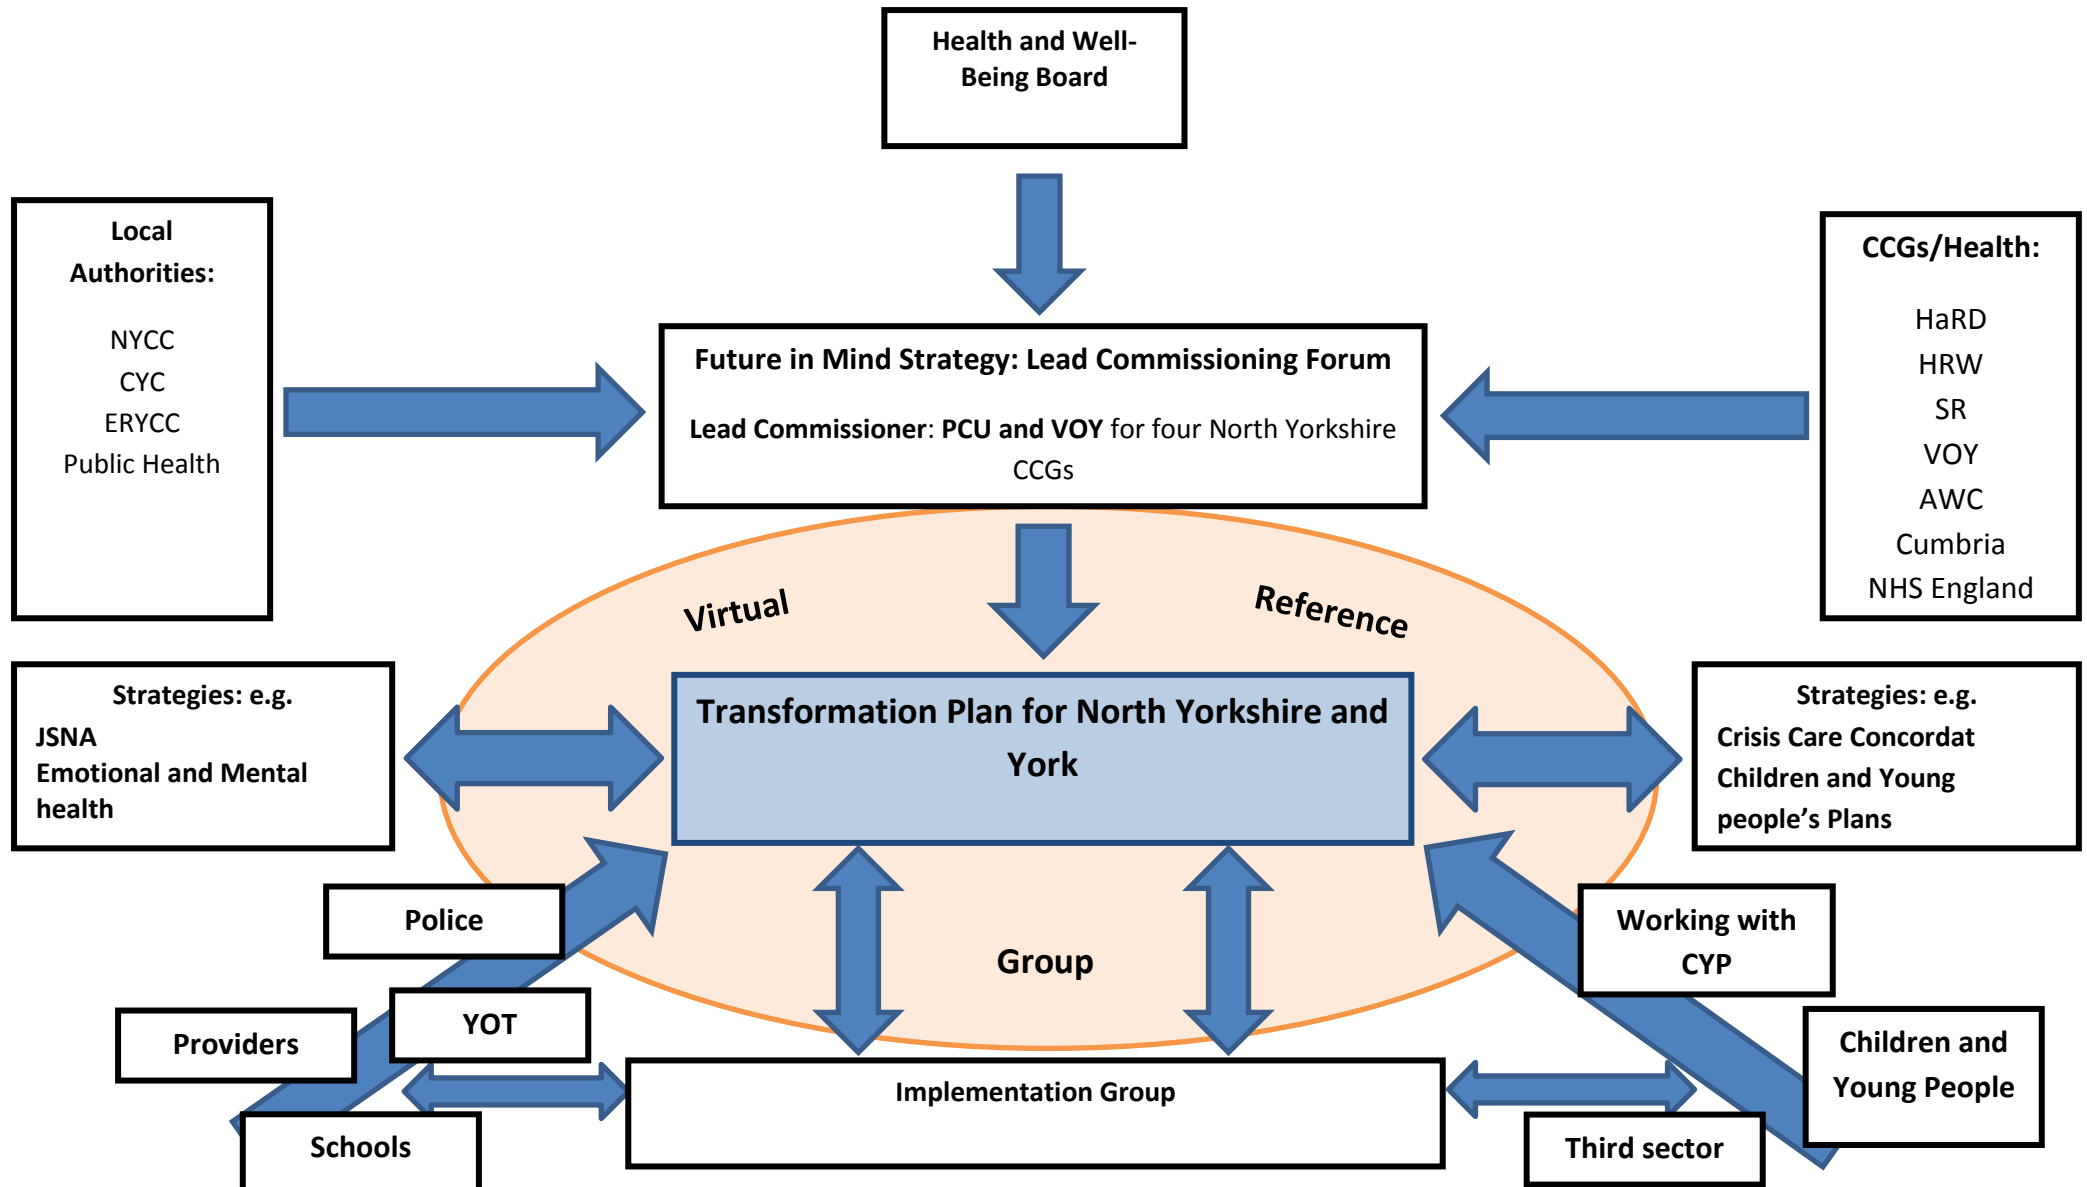 Health and Well-
Being Board
Local
Authorities:
NYCC
CYC
ERYCC
Public Health
CCGs/Health:
HaRD
HRW
SR
VOY
AWC
Cumbria
NHS England
Future in Mind Strategy: Lead Commissioning Forum
Lead Commissioner: PCU and VOY for four North Yorkshire
CCGs
Virtual
Reference
Strategies: e.g.
JSNA
Emotional and Mental
health
Transformation Plan for North Yorkshire and
York
Strategies: e.g.
Crisis Care Concordat
Children and Young
people’s Plans
Police
Group
Working with
CYP
Providers
YOT
Children and
Young People
Implementation Group
Schools
Third sector